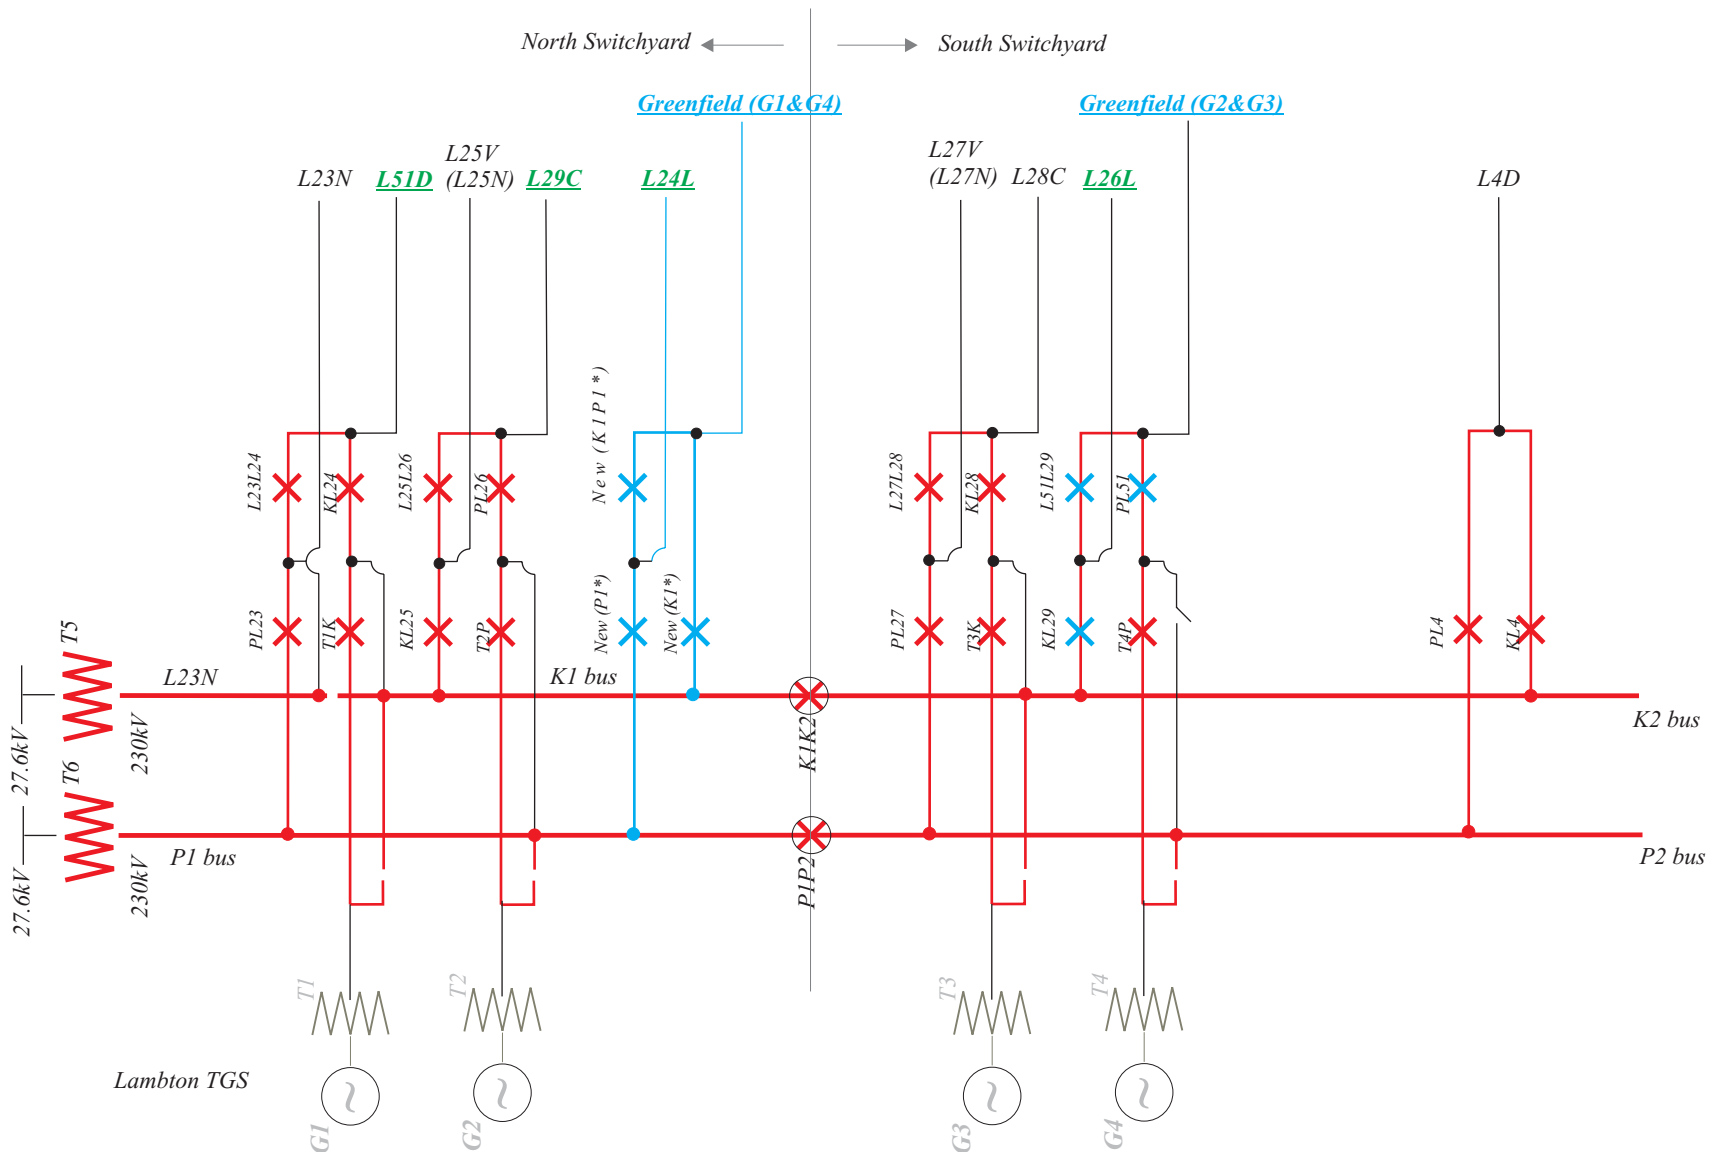 North Switchyard
South Switchyard
Greenfield (G1&G4)
Greenfield (G2&G3)
L23N
L51D
L25V
(L25N)
L29C
L24L
L27V
(L27N)
L28C
L26L
L4D
L23L24
KL24
L25L26
PL26
New (K1P1*)
L27L28
KL28
L51L29
PL51
PL23
T1K
KL25
T2P
New (P1*)
New (K1*)
PL27
T3K
KL29
T4P
PL4
KL4
T5
L23N
K1 bus
K1K2
K2 bus
27.6kV
230kV
T6
P1 bus
P1P2
P2 bus
27.6kV
230kV
T1
T2
T3
T4
Lambton TGS
~
~
~
~
G1
G2
G3
G4